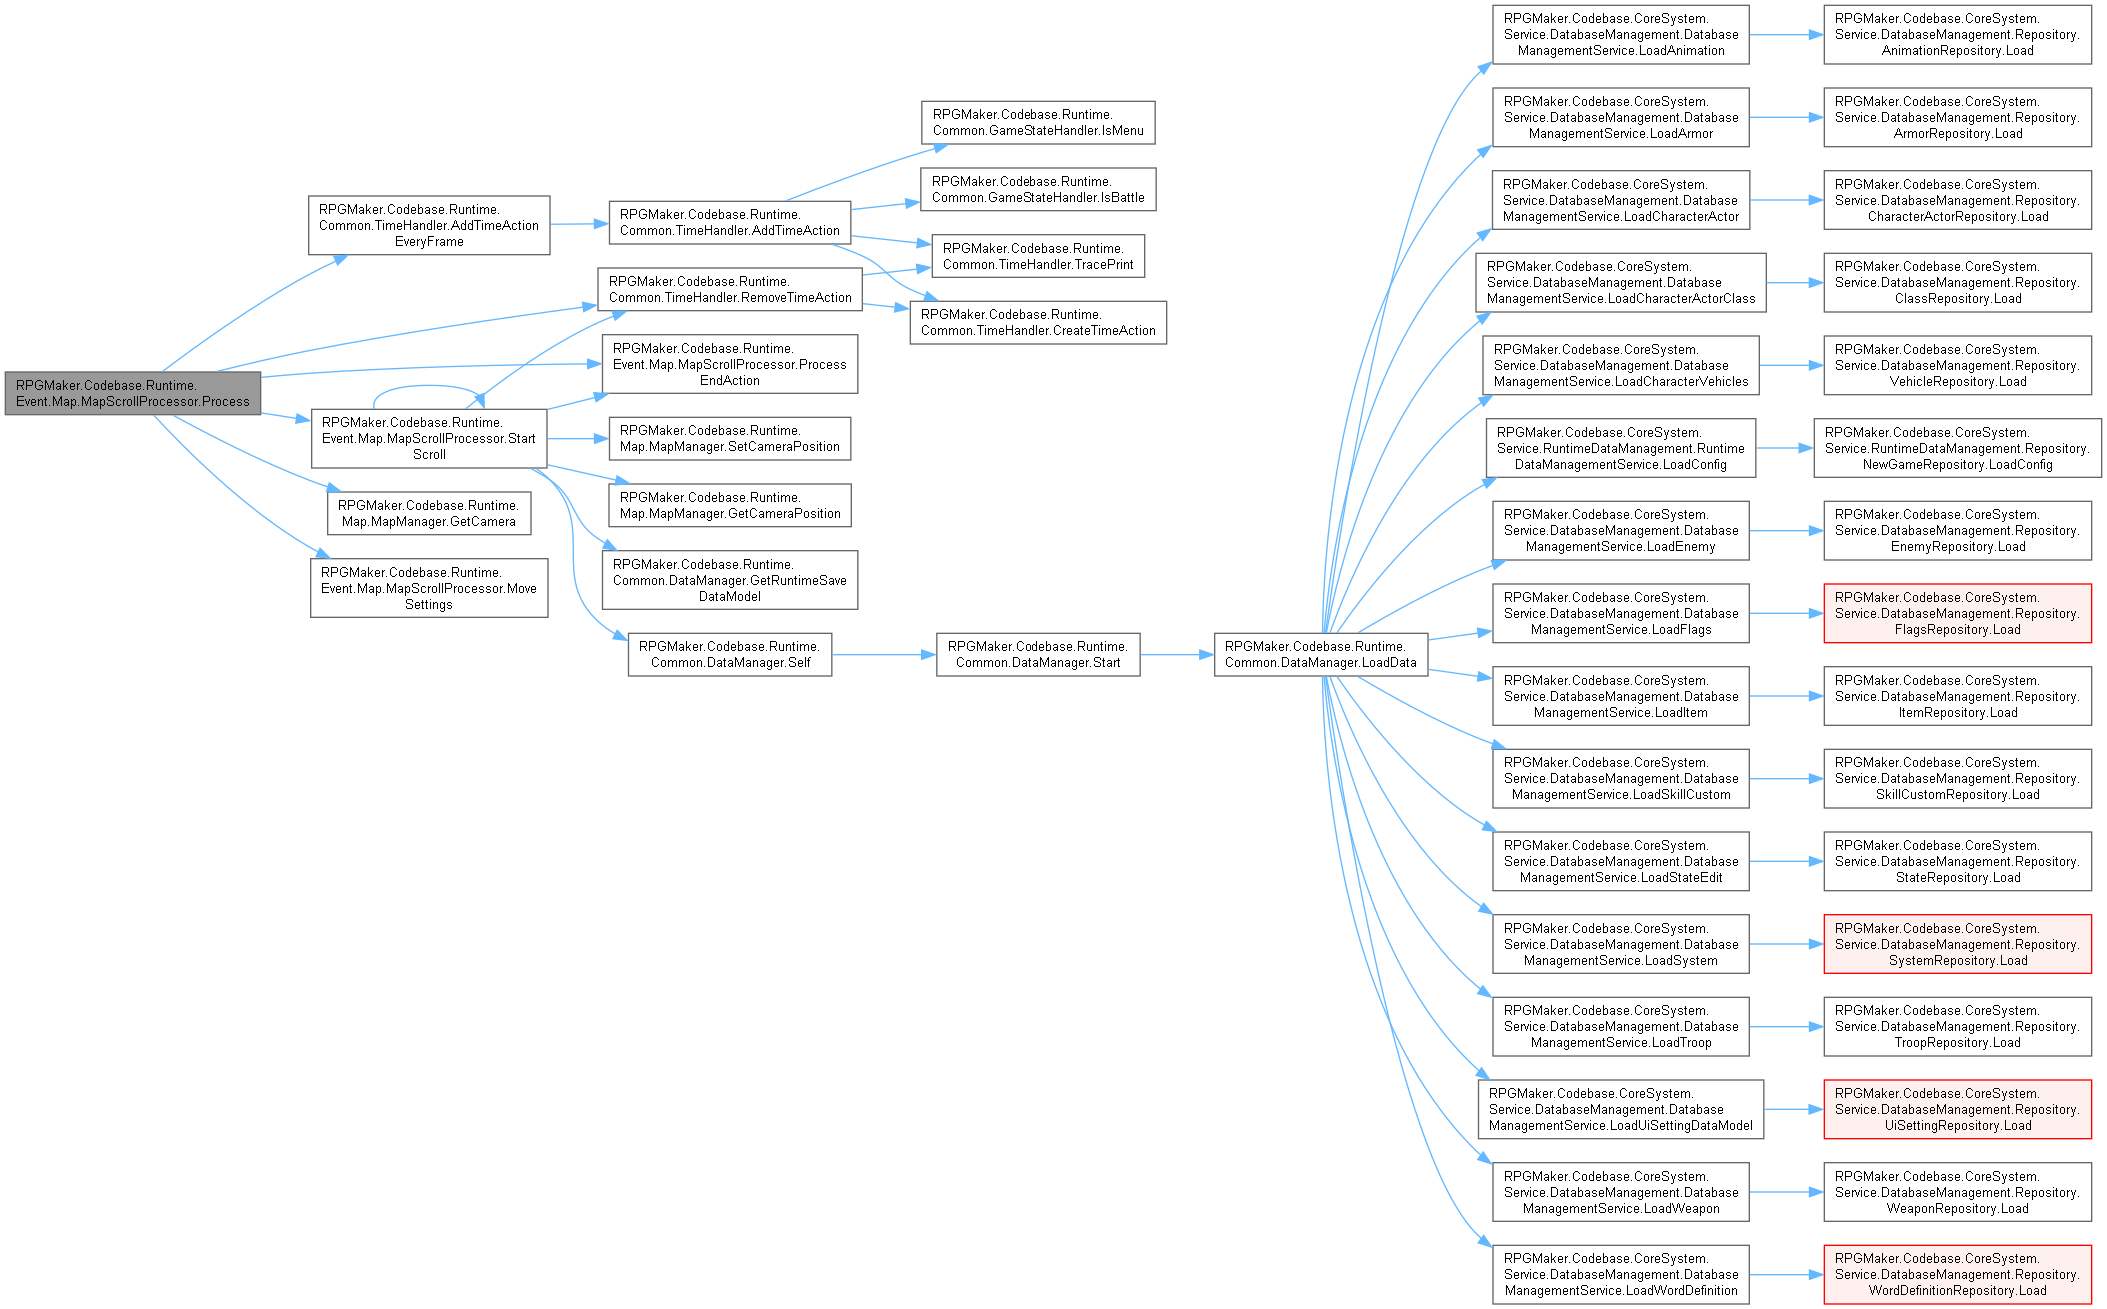 RPGMaker.Codebase.Runtime.
Event.Map.MapScrollProcessor.Process
RPGMaker.Codebase.Runtime.
Common.TimeHandler.AddTimeAction
EveryFrame
RPGMaker.Codebase.Runtime.
Event.Map.MapScrollProcessor.Start
Scroll
RPGMaker.Codebase.Runtime.
Map.MapManager.GetCamera
RPGMaker.Codebase.Runtime.
Event.Map.MapScrollProcessor.Move
Settings
RPGMaker.Codebase.Runtime.
Common.TimeHandler.AddTimeAction
RPGMaker.Codebase.Runtime.
Common.TimeHandler.RemoveTimeAction
RPGMaker.Codebase.Runtime.
Event.Map.MapScrollProcessor.Process
EndAction
RPGMaker.Codebase.Runtime.
Map.MapManager.SetCameraPosition
RPGMaker.Codebase.Runtime.
Map.MapManager.GetCameraPosition
RPGMaker.Codebase.Runtime.
Common.DataManager.GetRuntimeSave
DataModel
RPGMaker.Codebase.Runtime.
Common.DataManager.Self
RPGMaker.Codebase.Runtime.
Common.GameStateHandler.IsMenu
RPGMaker.Codebase.Runtime.
Common.GameStateHandler.IsBattle
RPGMaker.Codebase.Runtime.
Common.TimeHandler.TracePrint
RPGMaker.Codebase.Runtime.
Common.TimeHandler.CreateTimeAction
RPGMaker.Codebase.Runtime.
Common.DataManager.Start
RPGMaker.Codebase.Runtime.
Common.DataManager.LoadData
RPGMaker.Codebase.CoreSystem.
Service.DatabaseManagement.Database
ManagementService.LoadAnimation
RPGMaker.Codebase.CoreSystem.
Service.DatabaseManagement.Repository.
AnimationRepository.Load
RPGMaker.Codebase.CoreSystem.
Service.DatabaseManagement.Database
ManagementService.LoadArmor
RPGMaker.Codebase.CoreSystem.
Service.DatabaseManagement.Repository.
ArmorRepository.Load
RPGMaker.Codebase.CoreSystem.
Service.DatabaseManagement.Database
ManagementService.LoadCharacterActor
RPGMaker.Codebase.CoreSystem.
Service.DatabaseManagement.Repository.
CharacterActorRepository.Load
RPGMaker.Codebase.CoreSystem.
Service.DatabaseManagement.Database
ManagementService.LoadCharacterActorClass
RPGMaker.Codebase.CoreSystem.
Service.DatabaseManagement.Repository.
ClassRepository.Load
RPGMaker.Codebase.CoreSystem.
Service.DatabaseManagement.Database
ManagementService.LoadCharacterVehicles
RPGMaker.Codebase.CoreSystem.
Service.DatabaseManagement.Repository.
VehicleRepository.Load
RPGMaker.Codebase.CoreSystem.
Service.RuntimeDataManagement.Runtime
DataManagementService.LoadConfig
RPGMaker.Codebase.CoreSystem.
Service.RuntimeDataManagement.Repository.
NewGameRepository.LoadConfig
RPGMaker.Codebase.CoreSystem.
Service.DatabaseManagement.Database
ManagementService.LoadEnemy
RPGMaker.Codebase.CoreSystem.
Service.DatabaseManagement.Repository.
EnemyRepository.Load
RPGMaker.Codebase.CoreSystem.
Service.DatabaseManagement.Database
ManagementService.LoadFlags
RPGMaker.Codebase.CoreSystem.
Service.DatabaseManagement.Repository.
FlagsRepository.Load
RPGMaker.Codebase.CoreSystem.
Service.DatabaseManagement.Database
ManagementService.LoadItem
RPGMaker.Codebase.CoreSystem.
Service.DatabaseManagement.Repository.
ItemRepository.Load
RPGMaker.Codebase.CoreSystem.
Service.DatabaseManagement.Database
ManagementService.LoadSkillCustom
RPGMaker.Codebase.CoreSystem.
Service.DatabaseManagement.Repository.
SkillCustomRepository.Load
RPGMaker.Codebase.CoreSystem.
Service.DatabaseManagement.Database
ManagementService.LoadStateEdit
RPGMaker.Codebase.CoreSystem.
Service.DatabaseManagement.Repository.
StateRepository.Load
RPGMaker.Codebase.CoreSystem.
Service.DatabaseManagement.Database
ManagementService.LoadSystem
RPGMaker.Codebase.CoreSystem.
Service.DatabaseManagement.Repository.
SystemRepository.Load
RPGMaker.Codebase.CoreSystem.
Service.DatabaseManagement.Database
ManagementService.LoadTroop
RPGMaker.Codebase.CoreSystem.
Service.DatabaseManagement.Repository.
TroopRepository.Load
RPGMaker.Codebase.CoreSystem.
Service.DatabaseManagement.Database
ManagementService.LoadUiSettingDataModel
RPGMaker.Codebase.CoreSystem.
Service.DatabaseManagement.Repository.
UiSettingRepository.Load
RPGMaker.Codebase.CoreSystem.
Service.DatabaseManagement.Database
ManagementService.LoadWeapon
RPGMaker.Codebase.CoreSystem.
Service.DatabaseManagement.Repository.
WeaponRepository.Load
RPGMaker.Codebase.CoreSystem.
Service.DatabaseManagement.Database
ManagementService.LoadWordDefinition
RPGMaker.Codebase.CoreSystem.
Service.DatabaseManagement.Repository.
WordDefinitionRepository.Load